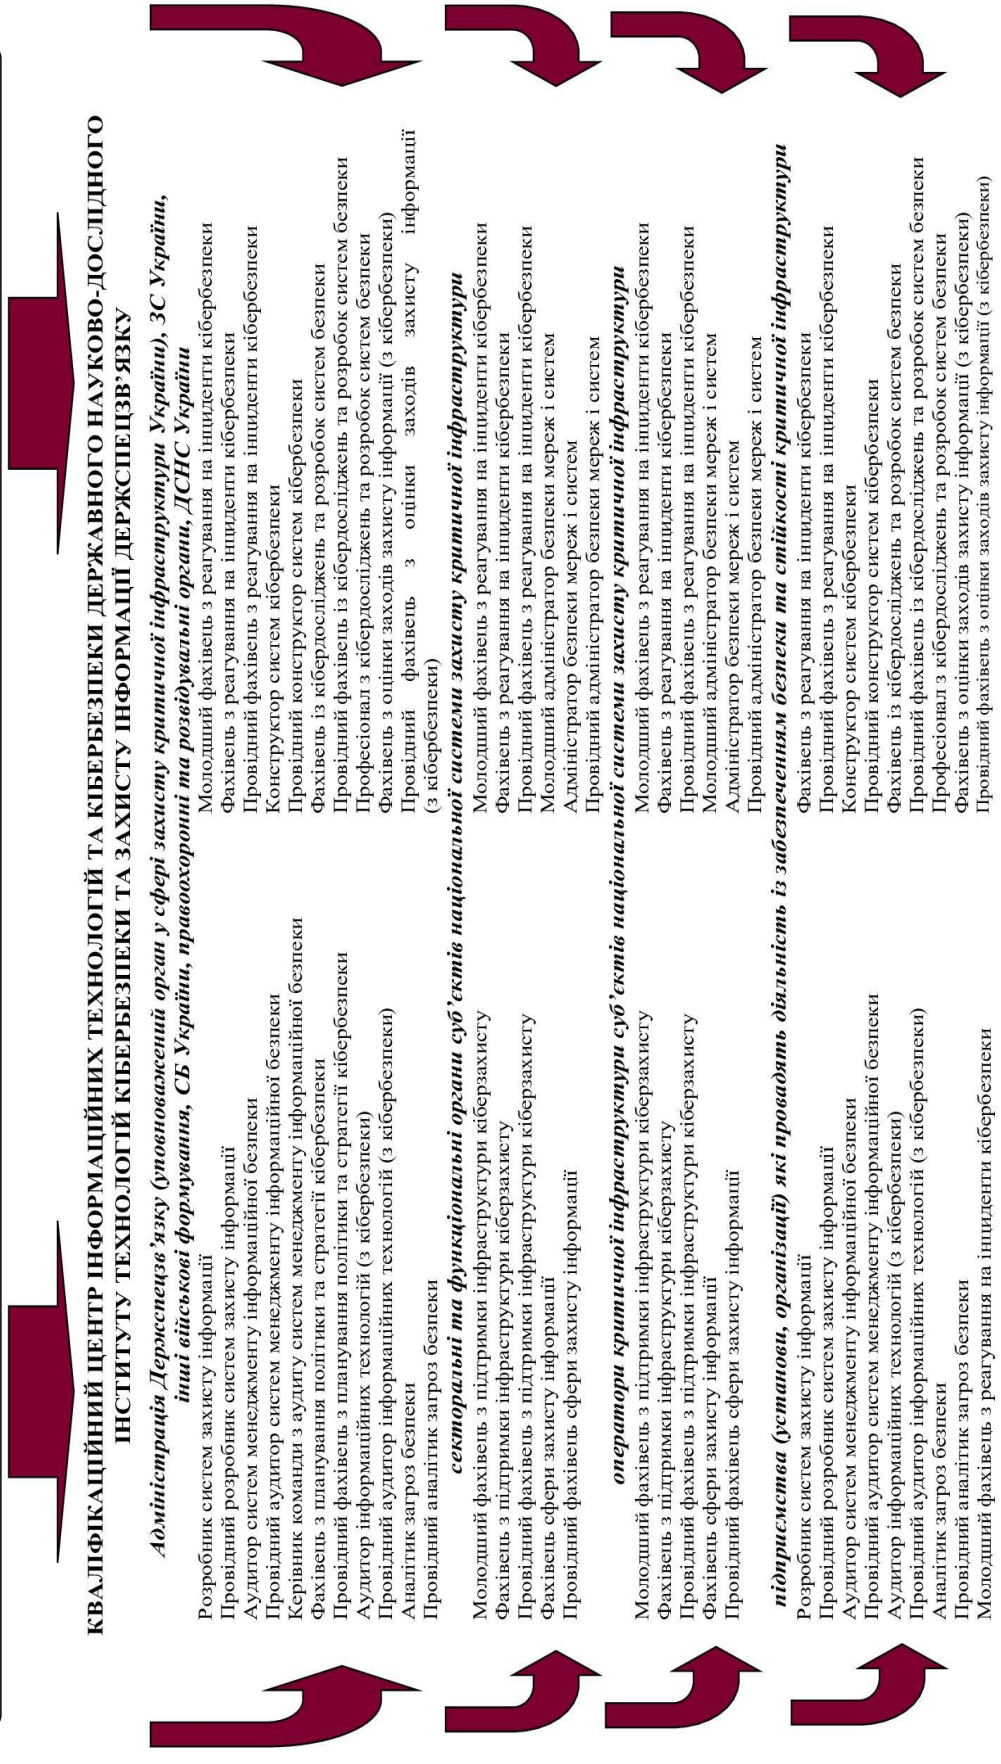 КВАЛІФІКАЦІЙНИЙ ЦЕНТР ІНФОРМАЦІЙНИХ ТЕХНОЛОГІЙ ТА КІБЕРБЕЗПЕКИ ДЕРЖАВНОГО НАУКОВО-ДОСЛІДНОГО
ІНСТИТУТУ ТЕХНОЛОГІЙ КІБЕРБЕЗПЕКИ ТА ЗАХИСТУ ІНФОРМАЦІЇ ДЕРЖСПЕЦЗВ’ЯЗКУ
Адміністрація Держспецзв’язку (уповноважений орган у сфері захисту критичної інфраструктури України), ЗС України,
інші військові формування, СБ України, правоохоронні та розвідувальні органи, ДСНС України
Розробник систем захисту інформації
Провідний розробник систем захисту інформації
Аудитор систем менеджменту інформаційної безпеки
Провідний аудитор систем менеджменту інформаційної безпеки
Керівник команди з аудиту систем менеджменту інформаційної безпеки
Фахівець з планування політики та стратегії кібербезпеки
Провідний фахівець з планування політики та стратегії кібербезпеки
Аудитор інформаційних технологій (з кібербезпеки)
Провідний аудитор інформаційних технологій (з кібербезпеки)
Аналітик загроз безпеки
Провідний аналітик загроз безпеки
Молодший фахівець з реагування на інциденти кібербезпеки
Фахівець з реагування на інциденти кібербезпеки
Провідний фахівець з реагування на інциденти кібербезпеки
Конструктор систем кібербезпеки
Провідний конструктор систем кібербезпеки
Фахівець із кібердосліджень та розробок систем безпеки
Провідний фахівець із кібердосліджень та розробок систем безпеки
Професіонал з кібердосліджень та розробок систем безпеки
Фахівець з оцінки заходів захисту інформації (з кібербезпеки)
Провідний фахівець з оцінки заходів захисту інформації
(з кібербезпеки)
секторальні та функціональні органи суб’єктів національної системи захисту критичної інфраструктури
Молодший фахівець з підтримки інфраструктури кіберзахисту
Фахівець з підтримки інфраструктури кіберзахисту
Провідний фахівець з підтримки інфраструктури кіберзахисту
Фахівець сфери захисту інформації
Провідний фахівець сфери захисту інформації
Молодший фахівець з реагування на інциденти кібербезпеки
Фахівець з реагування на інциденти кібербезпеки
Провідний фахівець з реагування на інциденти кібербезпеки
Молодший адміністратор безпеки мереж і систем
Адміністратор безпеки мереж і систем
Провідний адміністратор безпеки мереж і систем
оператори критичної інфраструктури суб’єктів національної системи захисту критичної інфраструктури
Молодший фахівець з підтримки інфраструктури кіберзахисту
Фахівець з підтримки інфраструктури кіберзахисту
Провідний фахівець з підтримки інфраструктури кіберзахисту
Фахівець сфери захисту інформації
Провідний фахівець сфери захисту інформації
Молодший фахівець з реагування на інциденти кібербезпеки
Фахівець з реагування на інциденти кібербезпеки
Провідний фахівець з реагування на інциденти кібербезпеки
Молодший адміністратор безпеки мереж і систем
Адміністратор безпеки мереж і систем
Провідний адміністратор безпеки мереж і систем
підприємства (установи, організації) які провадять діяльність із забезпеченням безпеки та стійкості критичної інфраструктури
Розробник систем захисту інформації
Провідний розробник систем захисту інформації
Аудитор систем менеджменту інформаційної безпеки
Провідний аудитор систем менеджменту інформаційної безпеки
Аудитор інформаційних технологій (з кібербезпеки)
Провідний аудитор інформаційних технологій (з кібербезпеки)
Аналітик загроз безпеки
Провідний аналітик загроз безпеки
Молодший фахівець з реагування на інциденти кібербезпеки
Фахівець з реагування на інциденти кібербезпеки
Провідний фахівець з реагування на інциденти кібербезпеки
Конструктор систем кібербезпеки
Провідний конструктор систем кібербезпеки
Фахівець із кібердосліджень та розробок систем безпеки
Провідний фахівець із кібердосліджень та розробок систем безпеки
Професіонал з кібердосліджень та розробок систем безпеки
Фахівець з оцінки заходів захисту інформації (з кібербезпеки)
Провідний фахівець з оцінки заходів захисту інформації (з кібербезпеки)